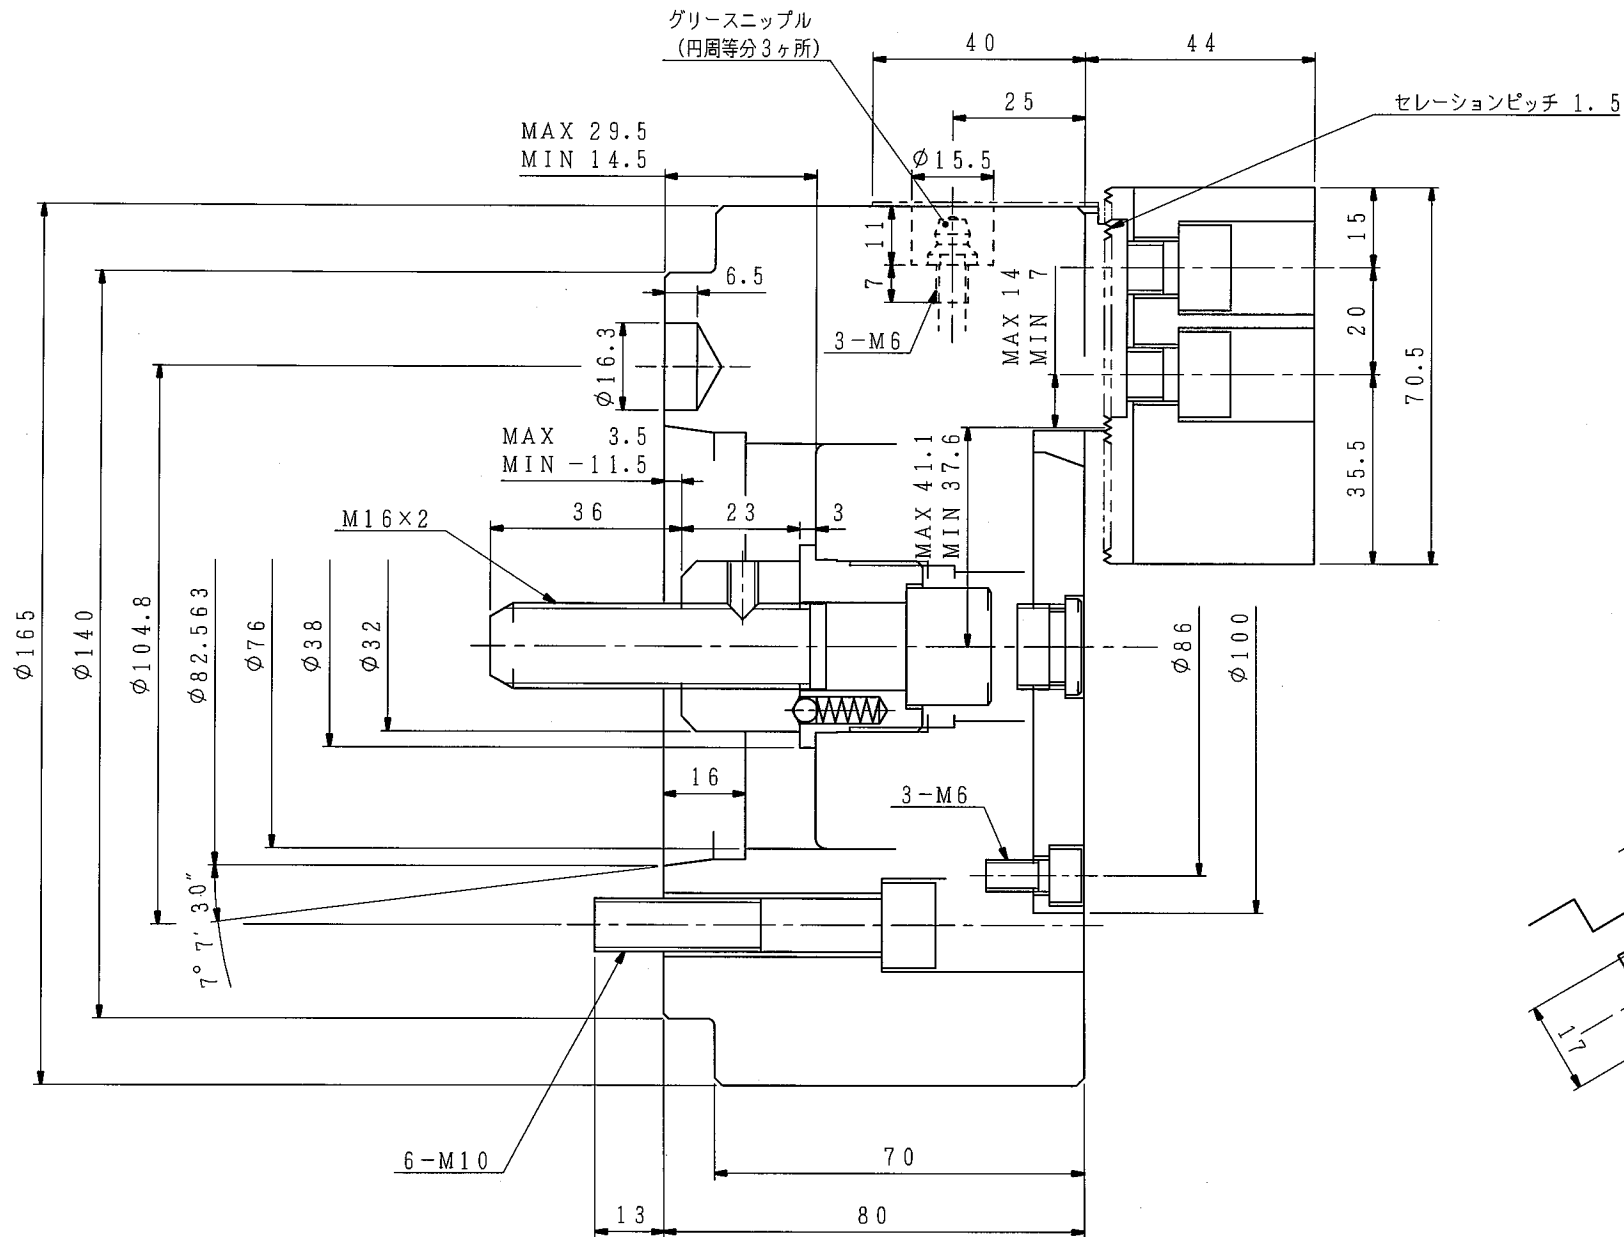 グリースニップル
(円周等分3ヶ所)
40
44
25
セレーションピッチ 1.5
MAX 29.5
MIN 14.5
Ø15.5
11
7
15
6.5
MAX 14
MIN 7
3-M6
20
70.5
Ø16.3
MAX 3.5
MIN -11.5
MAX 41.1
MIN 37.6
35.5
36
23
3
M16×2
Ø165
Ø140
Ø104.8
Ø82.563
Ø76
Ø38
Ø32
Ø86
Ø100
16
3-M6
7° 7′ 30″
17
6-M10
70
13
80